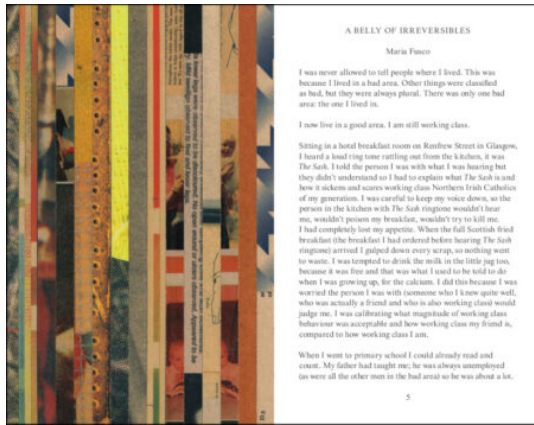 A BELLY OF IRREVERSIBLES
Maria Fusco
I was never allowed to tell people where I lived. This was
because I lived in a bad area. Other things were classified
as bad, but they were always plural. There was only one bad
area: the one I lived in.
I now live in a good area. I am still working class.
Sitting in a hotel breakfast room on Renfrew Street in Glasgow,
I heard a loud ring tone rattling out from the kitchen, it was
The Sash. I told the person I was with what I was hearing but
they didn't understand so I had to explain what The Sash is and
how it sickens and scares working class Northern Irish Catholics
of my generation. I was careful to keep my voice down, so the
person in the kitchen with The Sash ringtone wouldn't hear
me, wouldn't poison my breakfast, wouldn't try to kill me.
I had completely lost my appetite. When the full Scottish fried
breakfast (the breakfast I had ordered before hearing The Sash
ringtone) arrived I gulped down every scrap, so nothing went
to waste. I was tempted to drink the milk in the little jug too,
because it was free and that was what I used to be told to do
when I was growing up, for the calcium. I did this because I was
worried the person I was with (someone who I knew quite well,
who was actually a friend and who is also working class) would
judge me. I was calibrating what magnitude of working class
behaviour was acceptable and how working class my friend is,
compared to how working class I am.
When I went to primary school I could already read and
count. My father had taught me; he was always unemployed
(as were all the other men in the bad area) so he was about a lot.
5